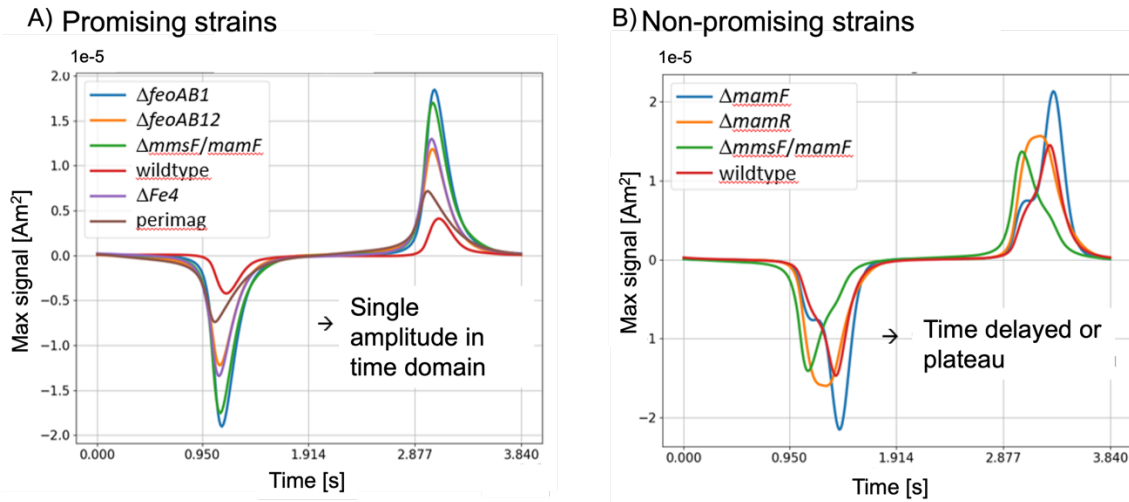 A) Promising strains
1e-5
2.0
1.5
1.0
0.5
0.0
−0.5
−1.0
−1.5
−2.0
Max signal [Am²]
ΔfeoAB1
ΔfeoAB12
ΔmmsF/mamF
wildtype
ΔFe4
perimag
→ Single
amplitude in
time domain
0.000 0.950 1.914 2.877 3.840
Time [s]
B) Non-promising strains
1e-5
2
1
0
1
−2
Max signal [Am²]
ΔmamF
ΔmamR
ΔmmsF/mamF
wildtype
→ Time delayed or
plateau
0.000 0.950 1.914 2.877 3.840
Time [s]